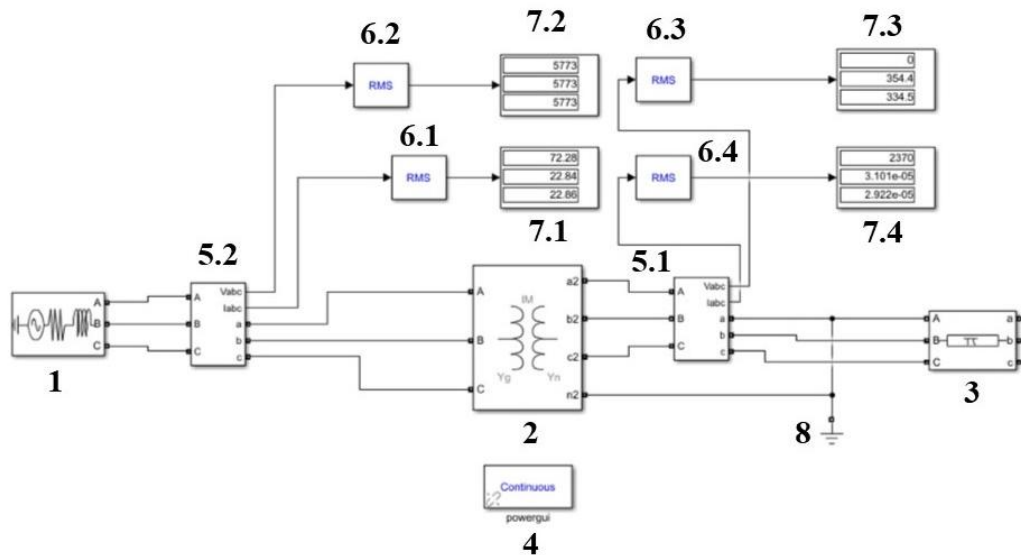 6.2
7.2
6.3
7.3
RMS
5773
5773
5773
RMS
0
354.4
334.5
6.1
6.4
RMS
72.28
22.84
22.86
RMS
2370
3.101e-05
2.922e-05
7.1
7.4
5.2
5.1
A
B
C
1
A
B
C
Vabc
Iabc
a
b
c
A
B
C
IM
Yg
Yn
a2
b2
c2
n2
2
A
B
C
Vabc
Iabc
a
b
c
A
B
C
π
a
b
c
3
8
Continuous
powergui
4